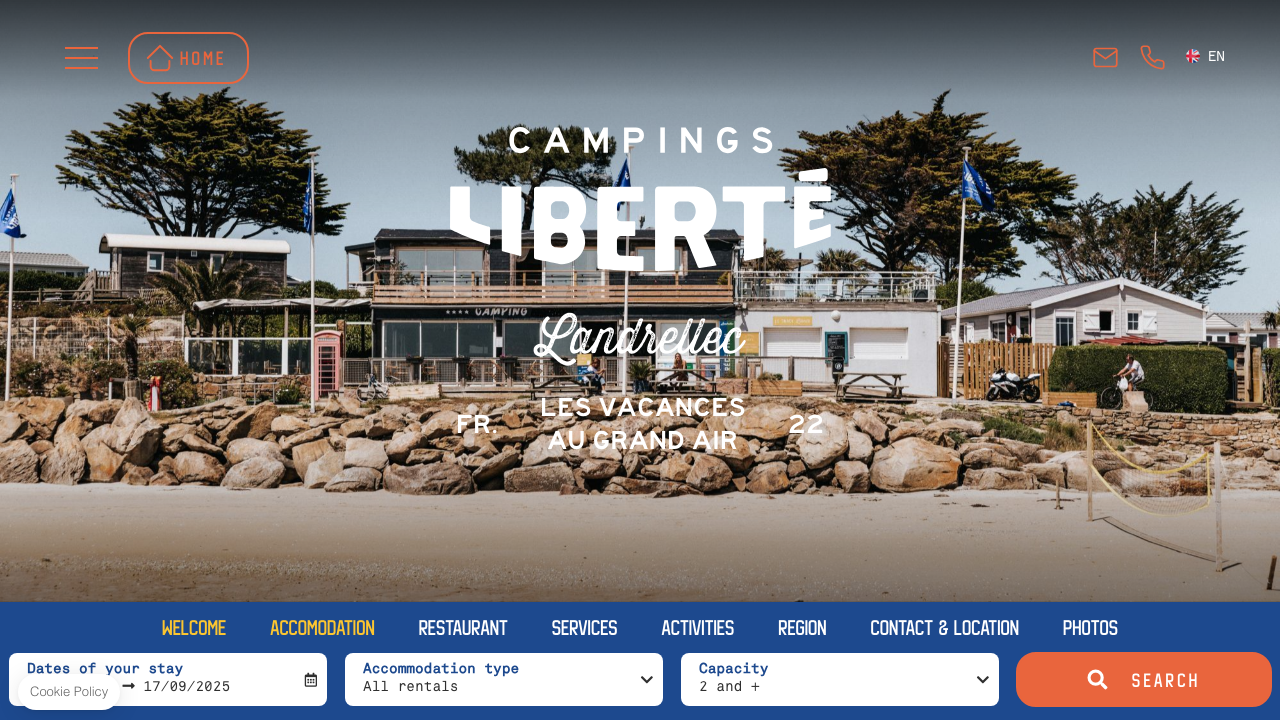 HOME
EN
CAMPINGS
LIBERTÉ
CAMPING
Landrellec
FR.
LES VACANCES
AU GRAND AIR
22
WELCOME
ACCOMODATION
RESTAURANT
SERVICES
ACTIVITIES
REGION
CONTACT & LOCATION
PHOTOS
Dates of your stay
17/09/2025
Accommodation type
All rentals
Capacity
2 and +
SEARCH
Cookie Policy